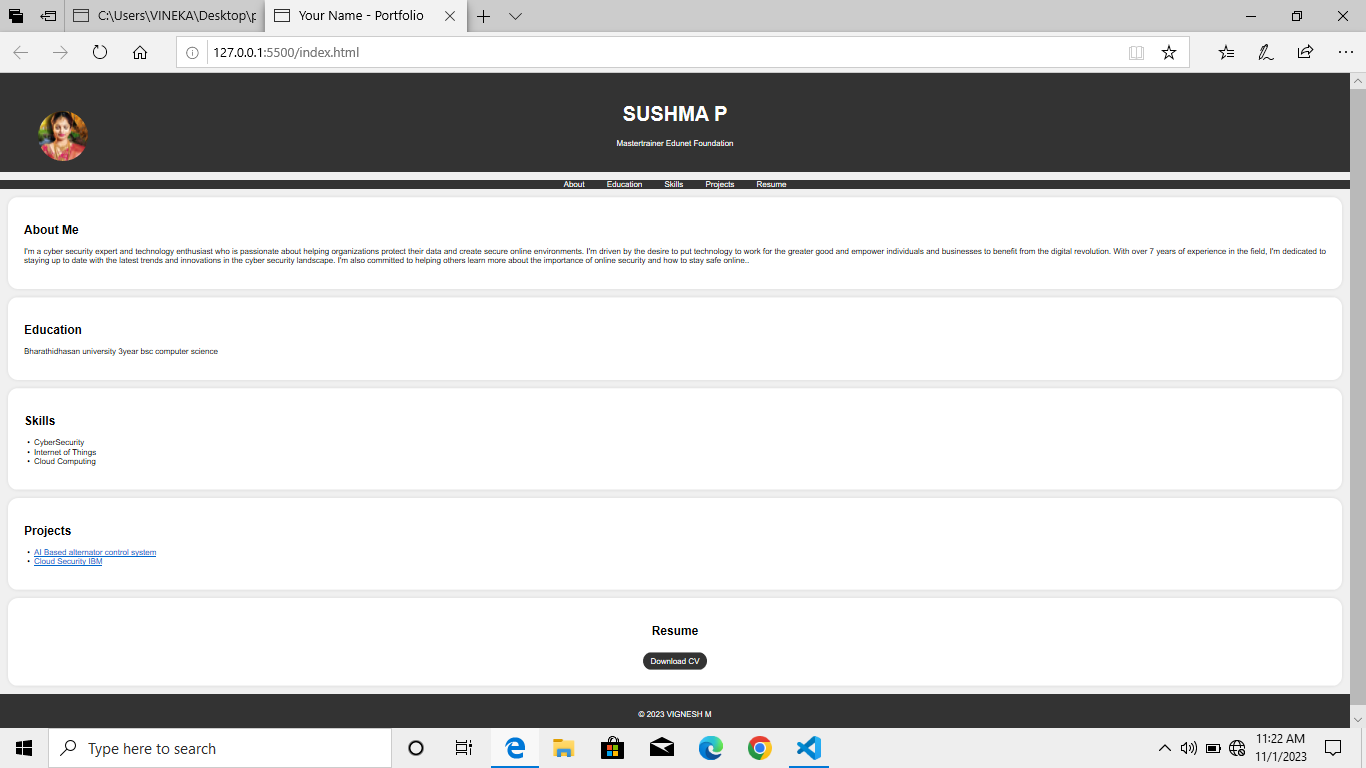 C:\Users\VINEKA\Desktop\p
Your Name - Portfolio
127.0.0.1:5500/index.html
SUSHMA P
Mastertrainer Edunet Foundation
About Education Skills Projects Resume
About Me
I'm a cyber security expert and technology enthusiast who is passionate about helping organizations protect their data and create secure online environments. I'm driven by the desire to put technology to work for the greater good and empower individuals and businesses to benefit from the digital revolution. With over 7 years of experience in the field, I'm dedicated to
staying up to date with the latest trends and innovations in the cyber security landscape. I'm also committed to helping others learn more about the importance of online security and how to stay safe online..
Education
Bharathidhasan university 3year bsc computer science
Skills
• CyberSecurity
• Internet of Things
• Cloud Computing
Projects
• AI Based alternator control system
• Cloud Security IBM
Resume
Download CV
© 2023 VIGNESH M
Type here to search
11:22 AM
11/1/2023